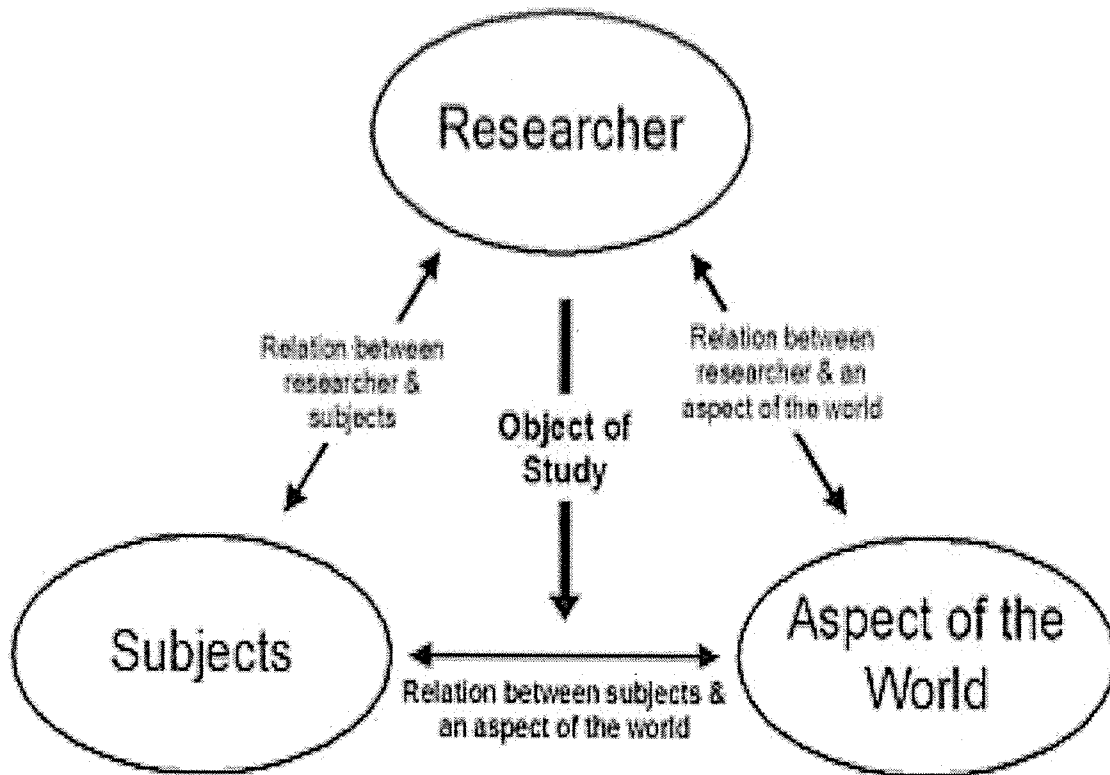 Researcher
Relation between
researcher &
subjects
Relation between
researcher & an
aspect of the world
Object of
Study
Subjects
Aspect of the
World
Relation between subjects &
an aspect of the world